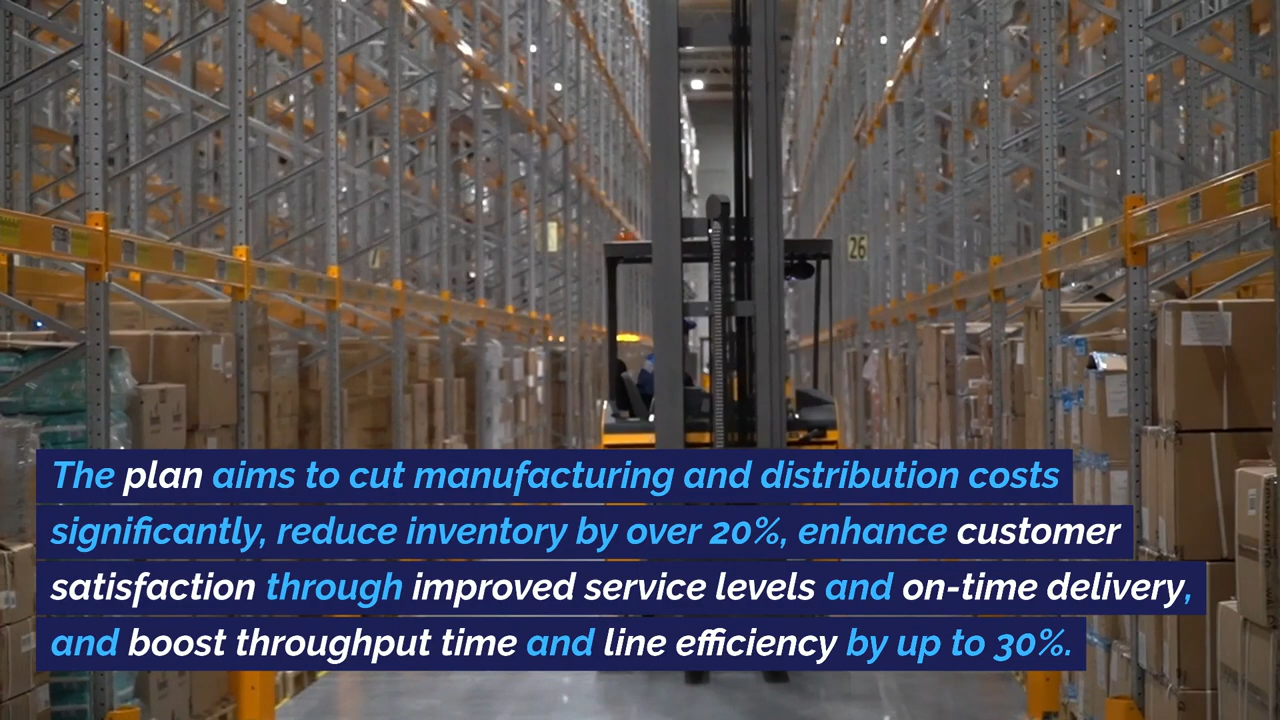 26
The plan aims to cut manufacturing and distribution costs
significantly, reduce inventory by over 20%, enhance customer
satisfaction through improved service levels and on-time delivery,
and boost throughput time and line efficiency by up to 30%.